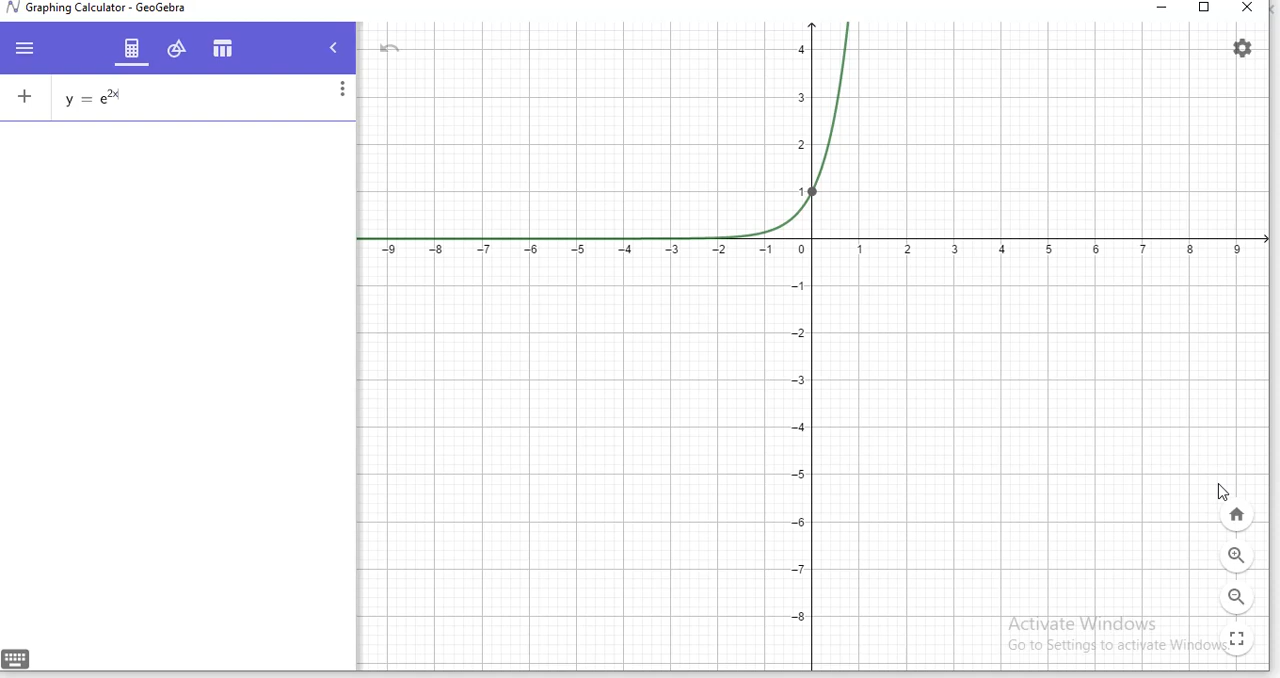 Graphing Calculator - GeoGebra
y = e^2x
4
3
2
1
−9 −8 −7 −6 −5 −4 −3 −2 −1 0 1 2 3 4 5 6 7 8 9
−1
−2
−3
−4
−5
−6
−7
−8
Activate Windows
Go to Settings to activate Windows.